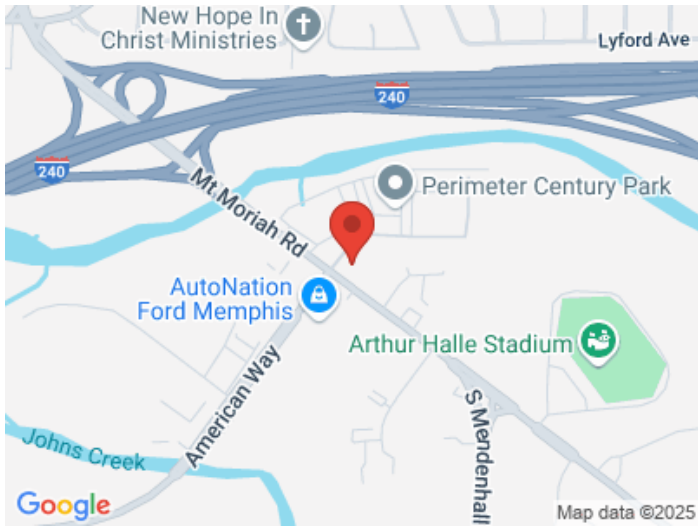 New Hope In
Christ Ministries
Lyford Ave
240
240
Mt Moriah Rd
Perimeter Century Park
AutoNation
Ford Memphis
Arthur Halle Stadium
American Way
S Mendenhall
Johns Creek
Google
Map data ©2025